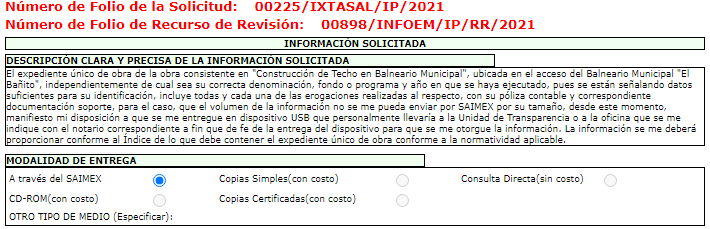 Número de Folio de la Solicitud: 00225/IXTASAL/IP/2021
Número de Folio de Recurso de Revisión: 00898/INFOEM/IP/RR/2021
INFORMACIÓN SOLICITADA
DESCRIPCIÓN CLARA Y PRECISA DE LA INFORMACIÓN SOLICITADA
El expediente único de obra de la obra consistente en "Construcción de Techo en Balneario Municipal", ubicada en el acceso del Balneario Municipal "El
Bañito", independientemente de cual sea su correcta denominación, fondo o programa y año en que se haya ejecutado, pues se están señalando datos
suficientes para su identificación, incluye todas y cada una de las erogaciones realizadas al respecto, con su póliza contable y correspondiente
documentación soporte, para el caso, que el volumen de la información no se me pueda enviar por SAIMEX por su tamaño, desde este momento,
manifiesto mi disposición a que se me entregue en dispositivo USB que personalmente llevaría a la Unidad de Transparencia o a la oficina que se me
indique con el notario correspondiente a fin que de fe de la entrega del dispositivo para que se me otorgue la información. La información se me deberá
proporcionar conforme al Índice de lo que debe contener el expediente único de obra conforme a la normatividad aplicable.
MODALIDAD DE ENTREGA
A través del SAIMEX Copias Simples(con costo) Consulta Directa(sin costo)
CD-ROM(con costo) Copias Certificadas(con costo)
OTRO TIPO DE MEDIO (Especificar):